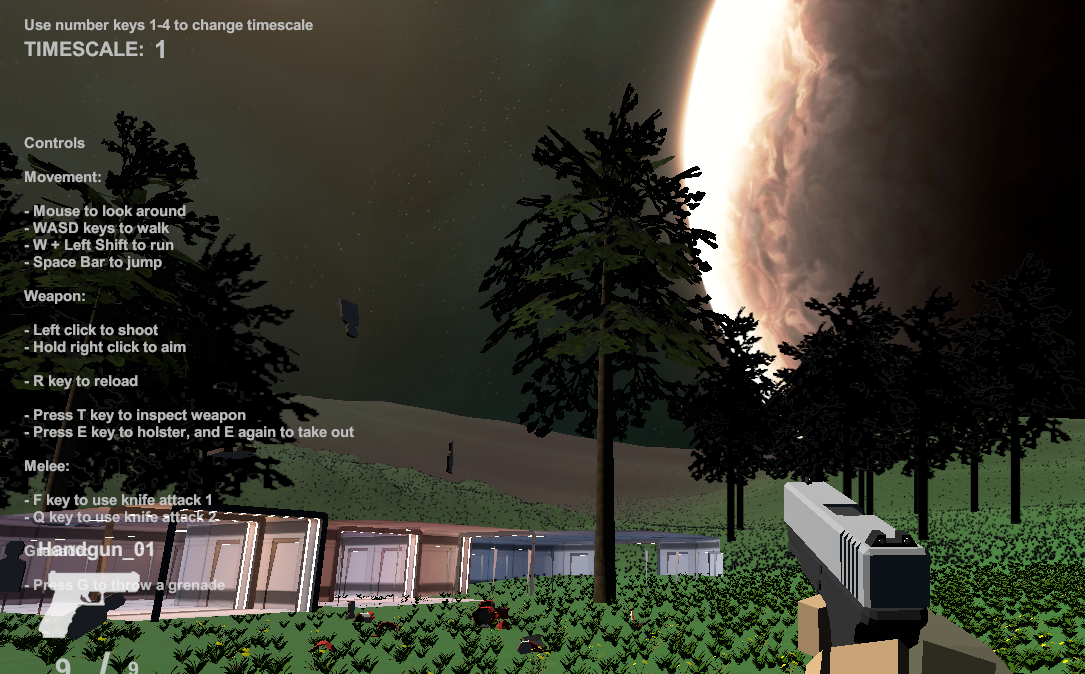 Use number keys 1-4 to change timescale
TIMESCALE: 1
Controls
Movement:
- Mouse to look around
- WASD keys to walk
- W + Left Shift to run
- Space Bar to jump
Weapon:
- Left click to shoot
- Hold right click to aim
- R key to reload
- Press T key to inspect weapon
- Press E key to holster, and E again to take out
Melee:
- F key to use knife attack 1
- Q key to use knife attack 2
Handgun_01
- Press G to throw a grenade
9 / 9